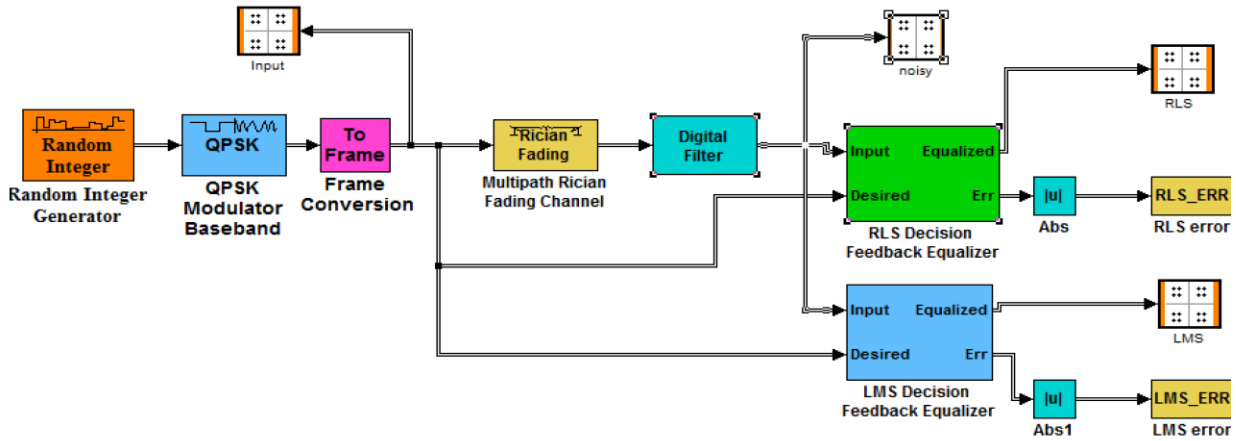 Input
Random
Integer
Random Integer
Generator
QPSK
QPSK
Modulator
Baseband
To
Frame
Frame
Conversion
Rician
Fading
Multipath Rician
Fading Channel
Digital
Filter
noisy
Input Equalized
Desired Err
RLS Decision
Feedback Equalizer
RLS
|u|
Abs
RLS_ERR
RLS error
Input Equalized
Desired Err
LMS Decision
Feedback Equalizer
LMS
|u|
Abs1
LMS_ERR
LMS error